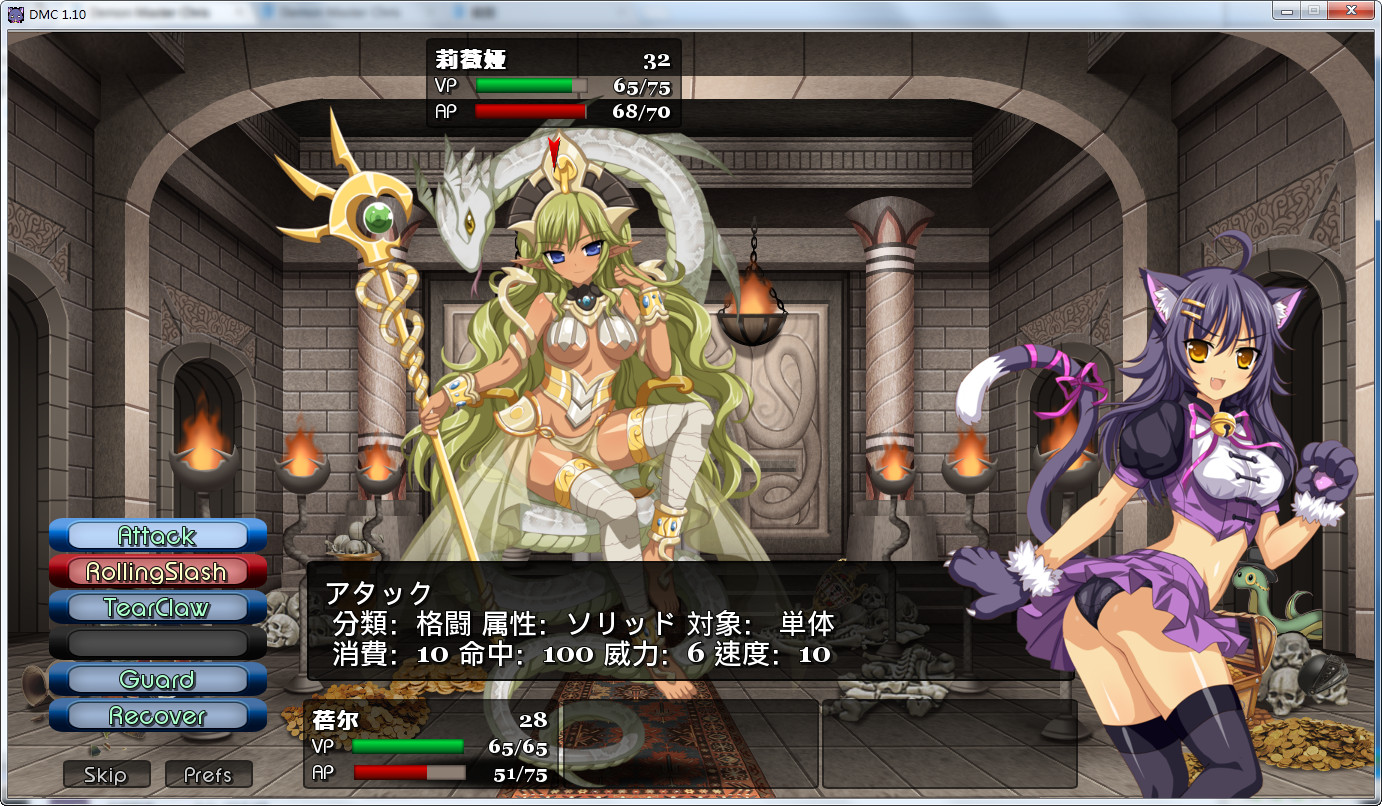 DMC 1.10
莉薇娅 32
VP 65/75
AP 68/70
Attack
RollingSlash
TearClaw
Guard
Recover
Skip Prefs
アタック
分類: 格闘 属性: ソリッド 対象: 単体
消費: 10 命中: 100 威力: 6 速度: 10
蓓尔 28
VP 65/65
AP 51/75